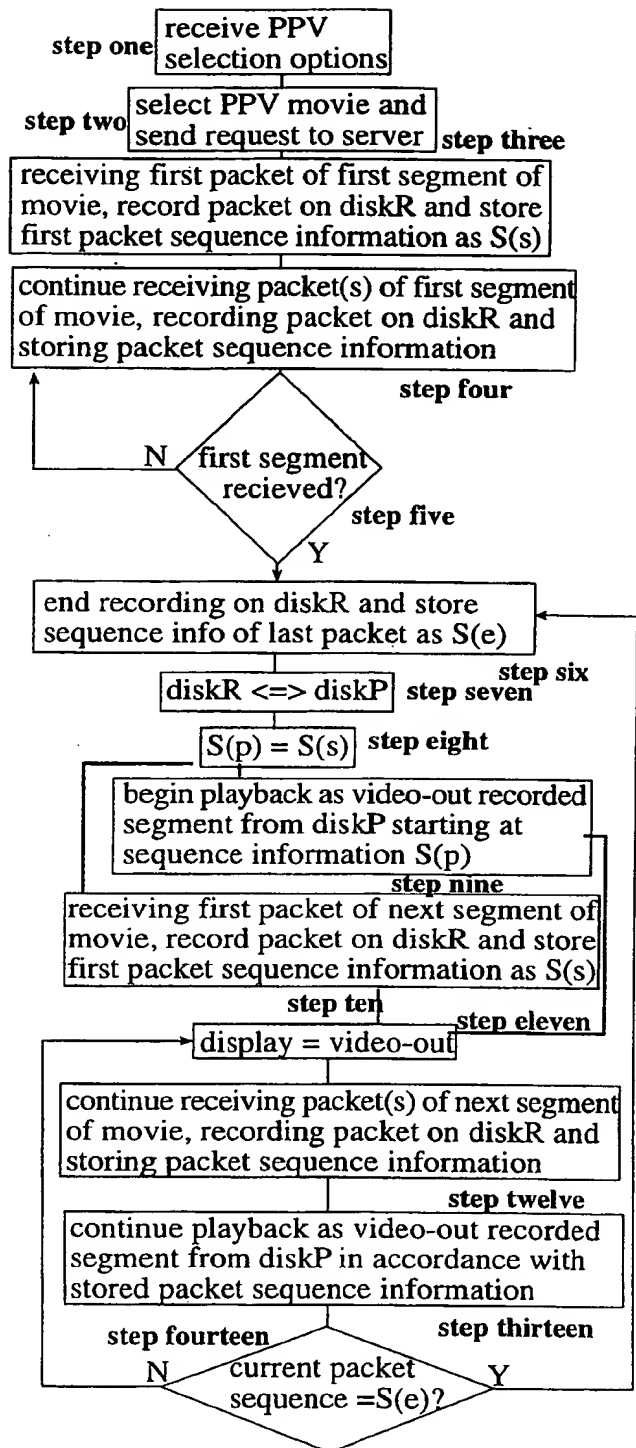 receive PPV
step one
selection options
select PPV movie and
step two
send request to server
step three
receiving first packet of first segment of
movie, record packet on diskR and store
first packet sequence information as S(s)
continue receiving packet(s) of first segment
of movie, recording packet on diskR and
storing packet sequence information
step four
N
first segment
recieved?
step five
Y
end recording on diskR and store
sequence info of last packet as S(e)
step six
diskR <=> diskP
step seven
S(p) = S(s)
step eight
begin playback as video-out recorded
segment from diskP starting at
sequence information S(p)
step nine
receiving first packet of next segment of
movie, record packet on diskR and store
first packet sequence information as S(s)
step ten
step eleven
display = video-out
continue receiving packet(s) of next segment
of movie, recording packet on diskR and
storing packet sequence information
step twelve
continue playback as video-out recorded
segment from diskP in accordance with
stored packet sequence information
step thirteen
step fourteen
N
current packet
Y
sequence =S(e)?